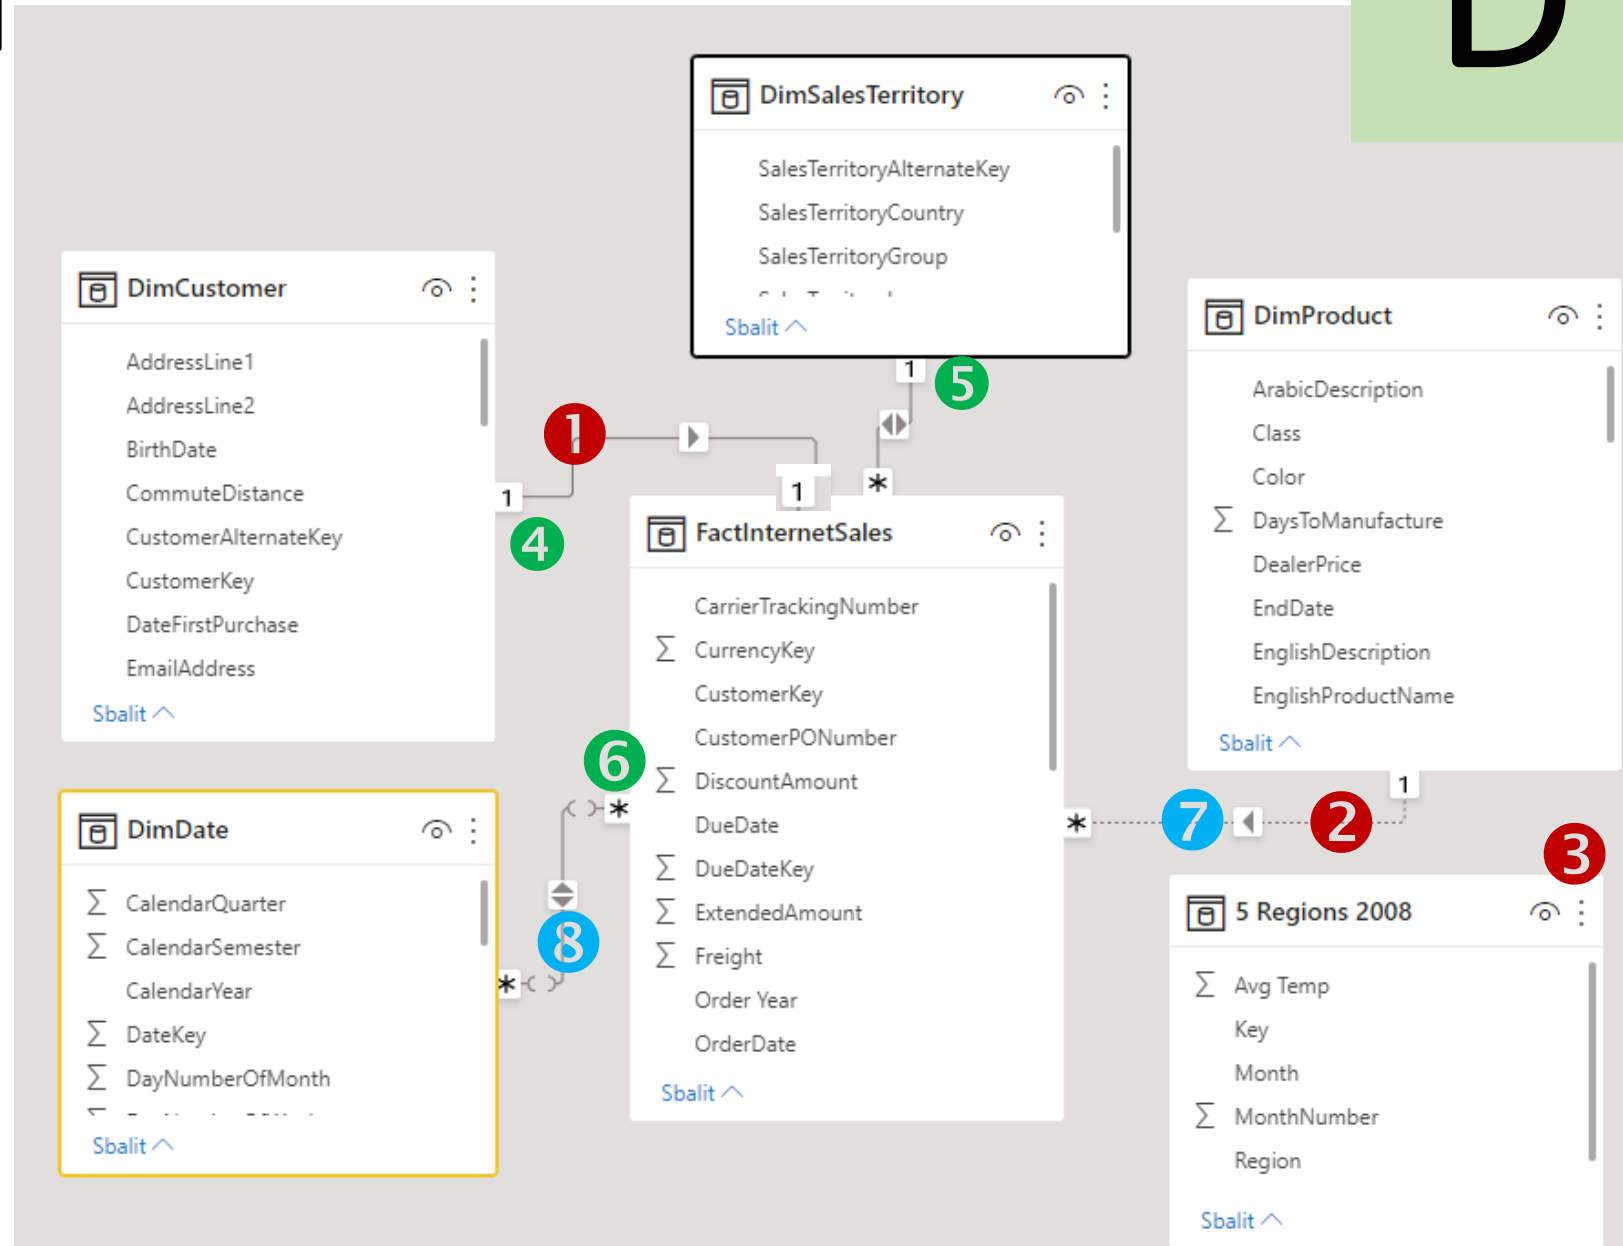 D
DimSalesTerritory
SalesTerritoryAlternateKey
SalesTerritoryCountry
SalesTerritoryGroup
Sbalit
1
5
*
DimCustomer
AddressLine1
AddressLine2
BirthDate
CommuteDistance
CustomerAlternateKey
CustomerKey
DateFirstPurchase
EmailAddress
Sbalit
1
1
4
1
FactInternetSales
CarrierTrackingNumber
Σ CurrencyKey
CustomerKey
CustomerPONumber
Σ DiscountAmount
DueDate
Σ DueDateKey
Σ ExtendedAmount
Σ Freight
Order Year
OrderDate
Sbalit
DimProduct
ArabicDescription
Class
Color
Σ DaysToManufacture
DealerPrice
EndDate
EnglishDescription
EnglishProductName
Sbalit
1
* 7 2
6
*
8
*
DimDate
Σ CalendarQuarter
Σ CalendarSemester
CalendarYear
Σ DateKey
Σ DayNumberOfMonth
Sbalit
3
5 Regions 2008
Σ Avg Temp
Key
Month
Σ MonthNumber
Region
Sbalit